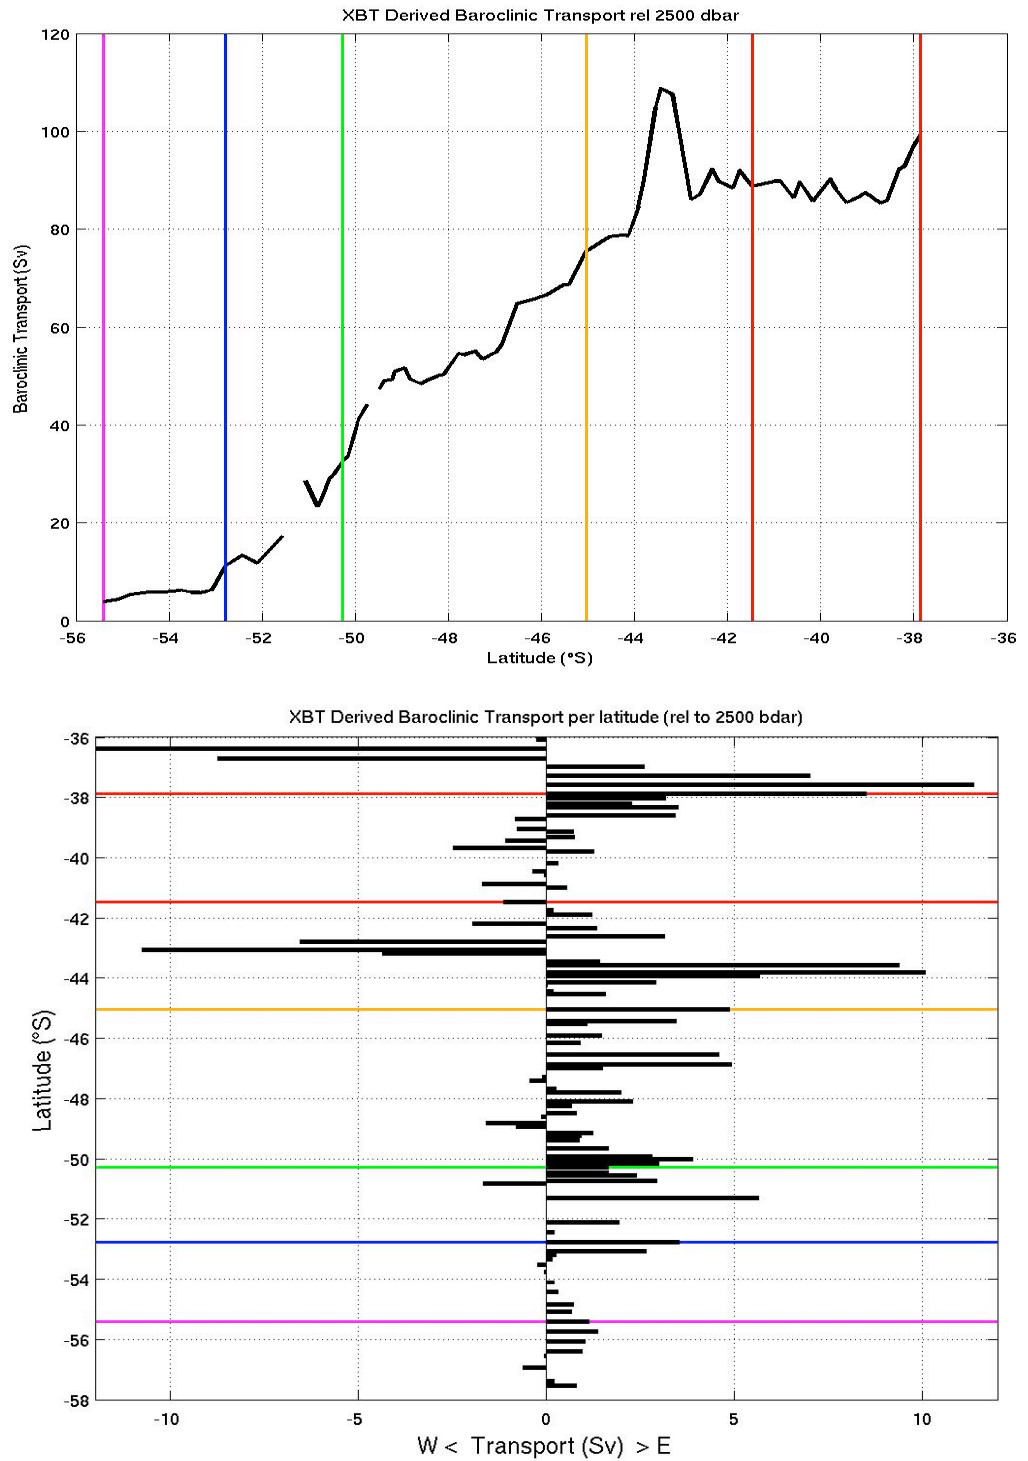 XBT Derived Baroclinic Transport rel 2500 dbar
120
100
80
60
40
20
0
Baroclinic Transport (Sv)
-56 -54 -52 -50 -48 -46 -44 -42 -40 -38 -36
Latitude (°S)
XBT Derived Baroclinic Transport per latitude (rel to 2500 bdar)
-36
-38
-40
-42
-44
-46
-48
-50
-52
-54
-56
-58
Latitude (°S)
-10 -5 0 5 10
W < Transport (Sv) > E